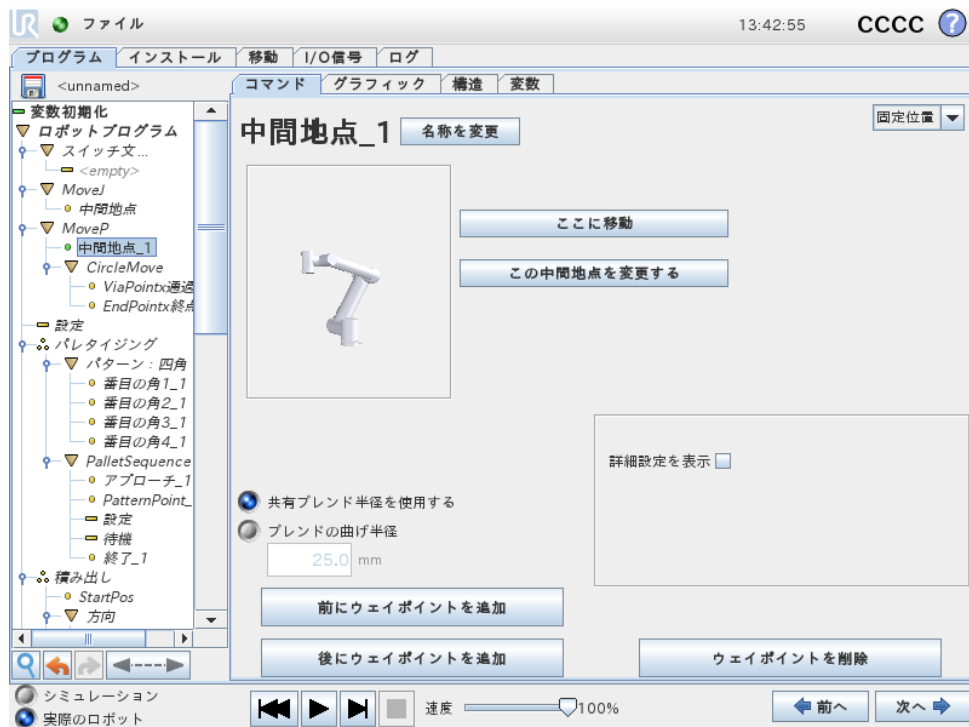 ファイル 13:42:55 CCCC ?
プログラム インストール 移動 I/O信号 ログ
<unnamed>
コマンド グラフィック 構造 変数
変数初期化
ロボットプログラム
スイッチ文 ...
<empty>
MoveJ
中間地点
MoveP
中間地点_1
CircleMove
ViaPointx通過
EndPointx終点
設定
パレタイジング
パターン : 四角
番目の角1_1
番目の角2_1
番目の角3_1
番目の角4_1
PalletSequence
アプローチ_1
PatternPoint_
設定
待機
終了_1
積み出し
StartPos
方向
中間地点_1 名称を変更
固定位置
ここに移動
この中間地点を変更する
詳細設定を表示
共有ブレンド半径を使用する
ブレンドの曲げ半径
25.0 mm
前にウェイポイントを追加
後にウェイポイントを追加 ウェイポイントを削除
シミュレーション
実際のロボット
速度 100% 前へ 次へ